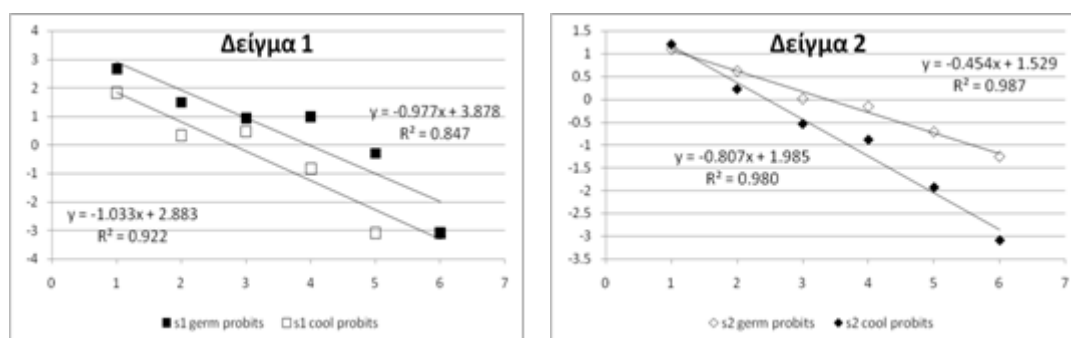 Δείγμα 1
4
3
2
1
0
-1
-2
-3
-4
y = -0.977x + 3.878
R² = 0.847
y = -1.033x + 2.883
R² = 0.922
0 1 2 3 4 5 6 7
s1 germ probits s1 cool probits
Δείγμα 2
1.5
1
0.5
0
-0.5
-1
-1.5
-2
-2.5
-3
-3.5
y = -0.454x + 1.529
R² = 0.987
y = -0.807x + 1.985
R² = 0.980
0 1 2 3 4 5 6 7
s2 germ probits s2 cool probits